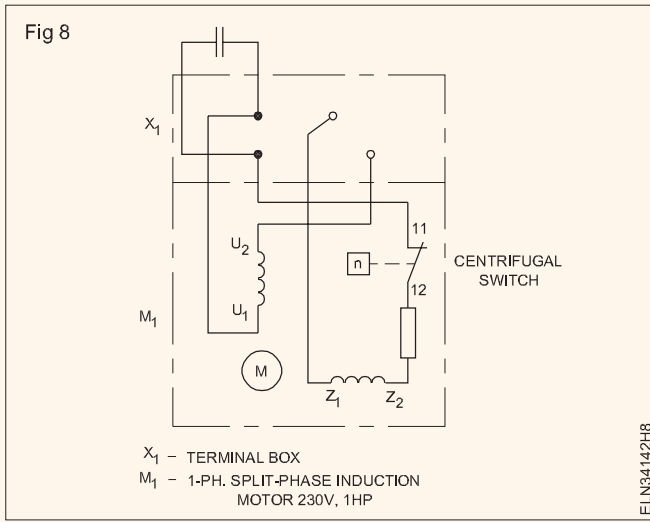 Fig 8
X1
11
U2
CENTRIFUGAL
n
SWITCH
12
U1
M1
M
Z1 Z2
X1 – TERMINAL BOX
M1 – 1-PH. SPLIT-PHASE INDUCTION
MOTOR 230V, 1HP
ELN34142H8